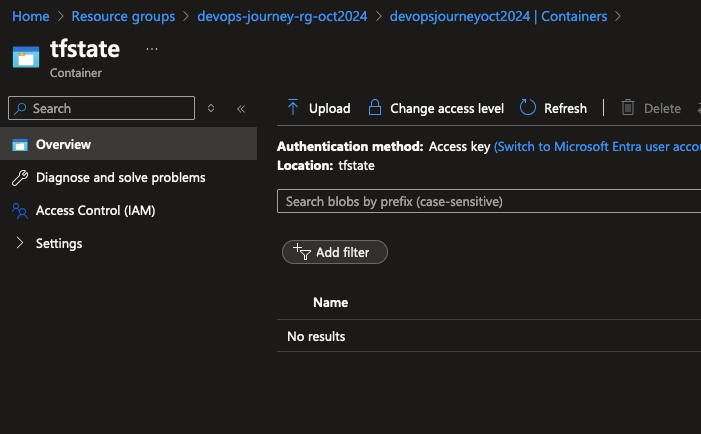 Home > Resource groups > devops-journey-rg-oct2024 > devopsjourneyoct2024 | Containers >
tfstate ...
Container
Search
Upload Change access level Refresh Delete
Overview
Authentication method: Access key (Switch to Microsoft Entra user accou
Location: tfstate
Diagnose and solve problems
Search blobs by prefix (case-sensitive)
Access Control (IAM)
Settings
Add filter
Name
No results